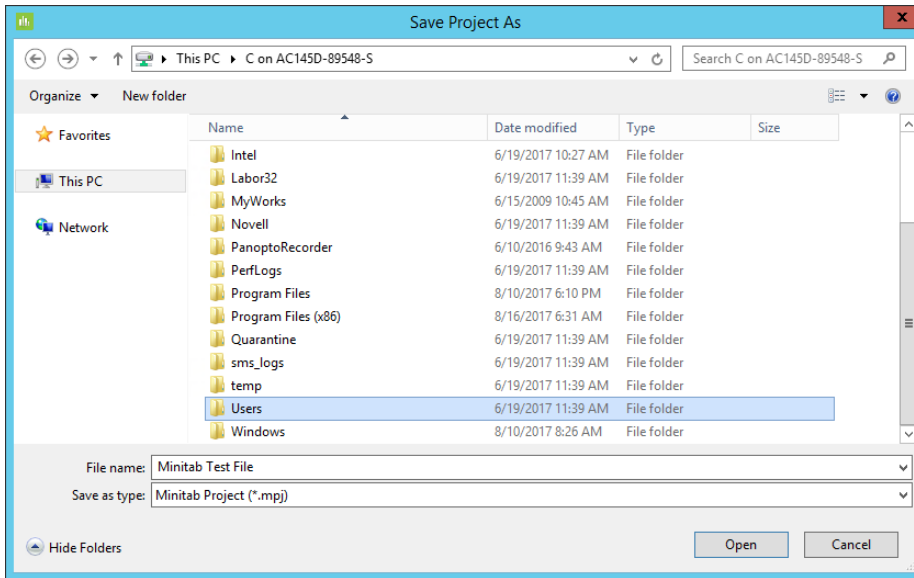 Save Project As
This PC C on AC145D-89548-S
Search C on AC145D-89548-S
Organize New folder
Name Date modified Type Size
Favorites
This PC
Network
Intel 6/19/2017 10:27 AM File folder
Labor32 6/19/2017 11:39 AM File folder
MyWorks 6/15/2009 10:45 AM File folder
Novell 6/19/2017 11:39 AM File folder
PanoptoRecorder 6/10/2016 9:43 AM File folder
PerfLogs 6/19/2017 11:39 AM File folder
Program Files 8/10/2017 6:10 PM File folder
Program Files (x86) 8/16/2017 6:31 AM File folder
Quarantine 6/19/2017 11:39 AM File folder
sms_logs 6/19/2017 11:39 AM File folder
temp 6/19/2017 11:39 AM File folder
Users 6/19/2017 11:39 AM File folder
Windows 8/10/2017 8:26 AM File folder
File name: Minitab Test File
Save as type: Minitab Project (*.mpj)
Hide Folders Open Cancel